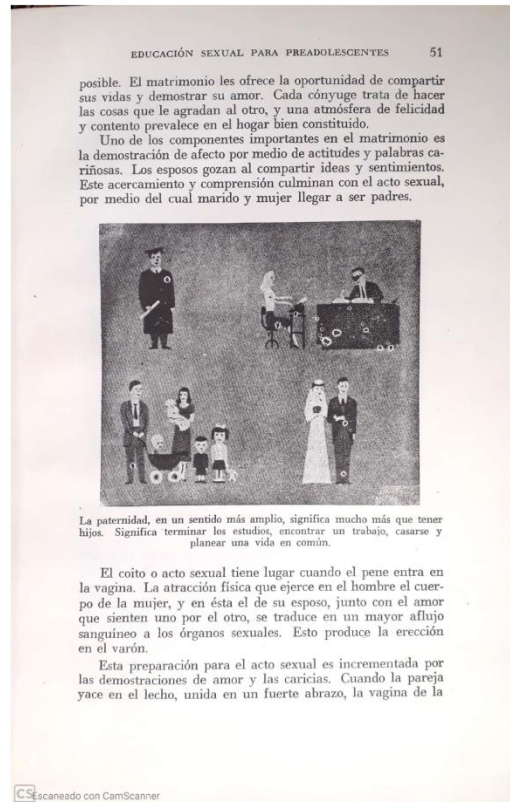 EDUCACIÓN SEXUAL PARA PREADOLESCENTES 51
posible. El matrimonio les ofrece la oportunidad de compartir
sus vidas y demostrar su amor. Cada cónyuge trata de hacer
las cosas que le agradan al otro, y una atmósfera de felicidad
y contento prevalece en el hogar bien constituido.
Uno de los componentes importantes en el matrimonio es
la demostración de afecto por medio de actitudes y palabras ca-
riñosas. Los esposos gozan al compartir ideas y sentimientos.
Este acercamiento y comprensión culminan con el acto sexual,
por medio del cual marido y mujer llegar a ser padres.
La paternidad, en un sentido más amplio, significa mucho más que tener
hijos. Significa terminar los estudios, encontrar un trabajo, casarse y
planear una vida en común.
El coito o acto sexual tiene lugar cuando el pene entra en
la vagina. La atracción física que ejerce en el hombre el cuer-
po de la mujer, y en ésta el de su esposo, junto con el amor
que sienten uno por el otro, se traduce en un mayor aflujo
sanguíneo a los órganos sexuales. Esto produce la erección
en el varón.
Esta preparación para el acto sexual es incrementada por
las demostraciones de amor y las caricias. Cuando la pareja
yace en el lecho, unida en un fuerte abrazo, la vagina de la
CS Escaneado con CamScanner